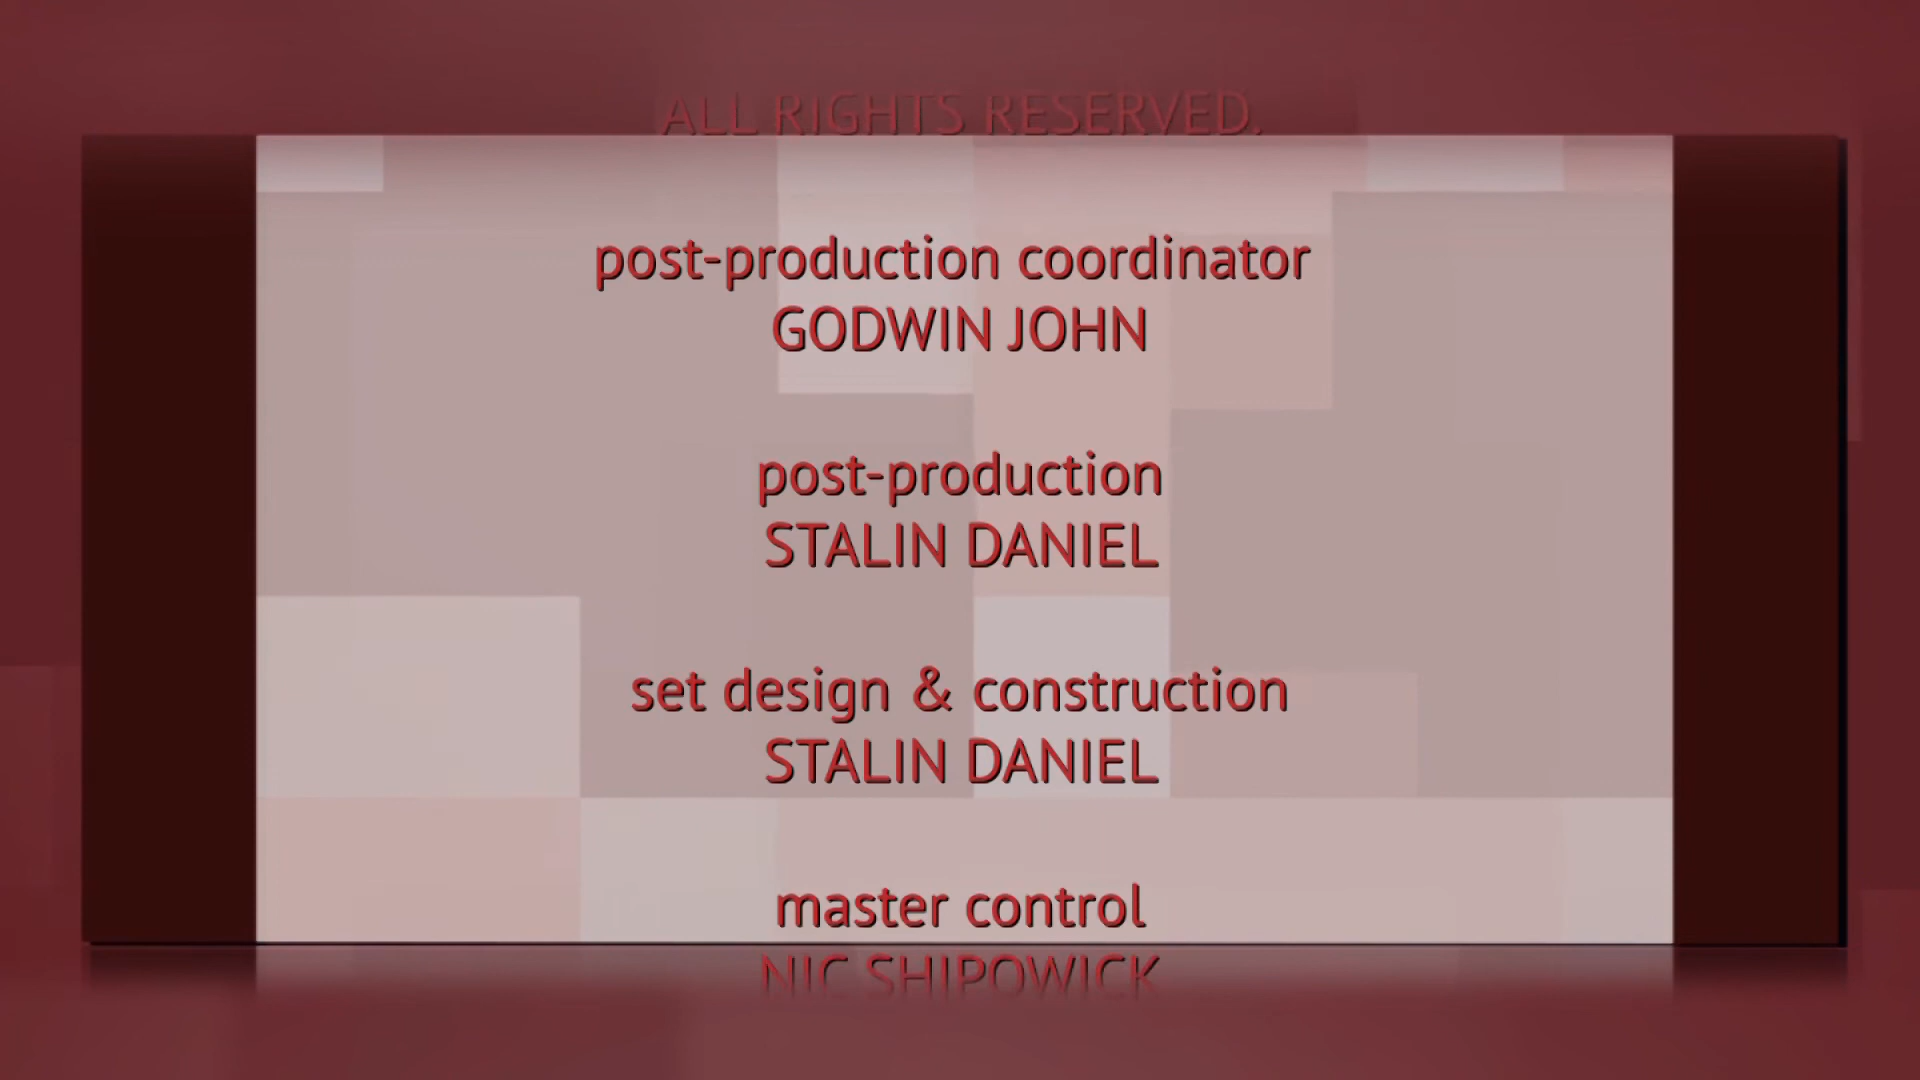 ALL RIGHTS RESERVED.
post-production coordinator
GODWIN JOHN
post-production
STALIN DANIEL
set design & construction
STALIN DANIEL
master control
NIC SHIPOWICK